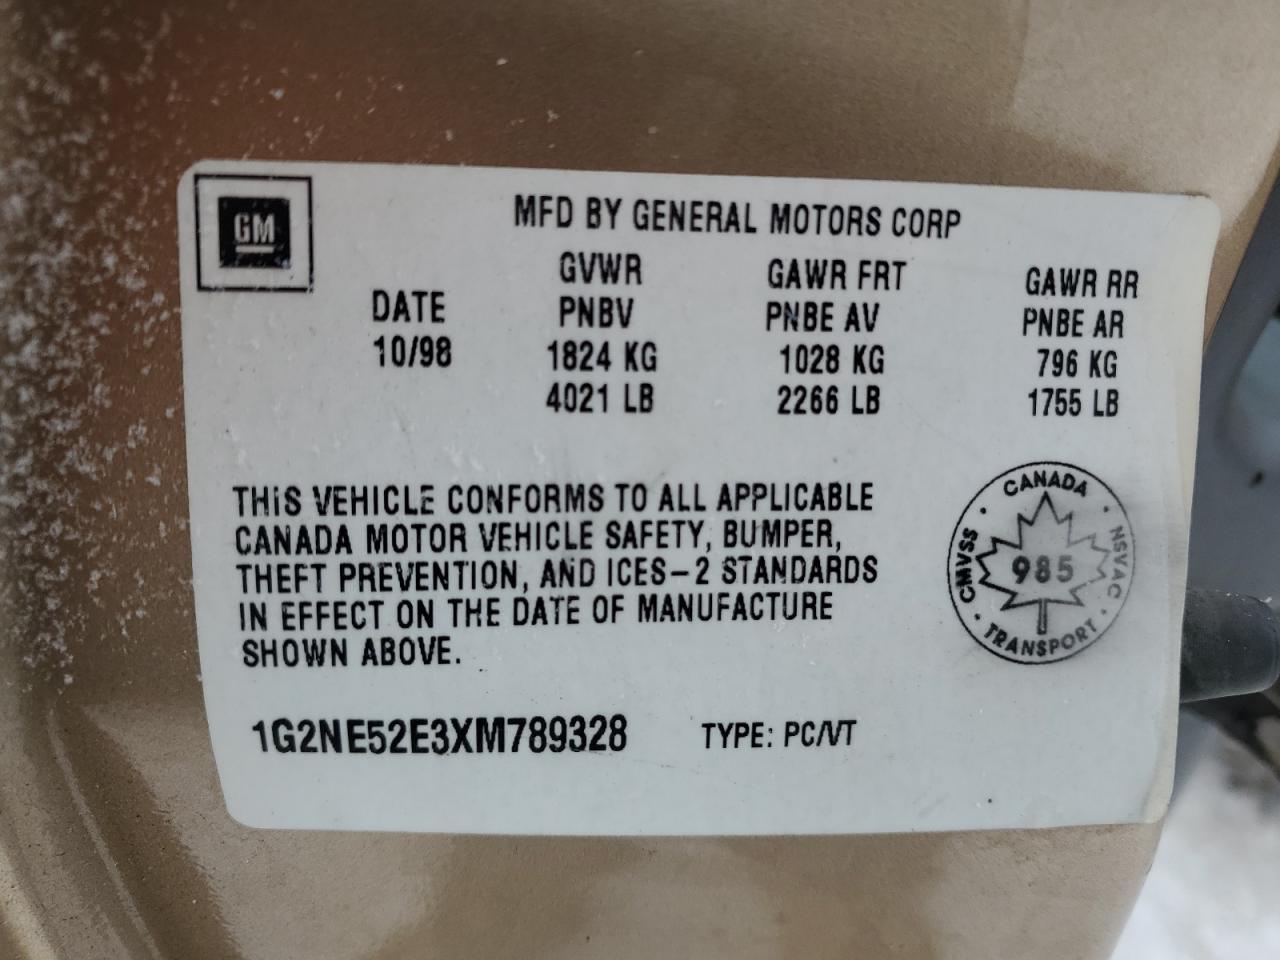 GM
MFD BY GENERAL MOTORS CORP
DATE
10/98
GVWR
PNBV
1824 KG
4021 LB
GAWR FRT
PNBE AV
1028 KG
2266 LB
GAWR RR
PNBE AR
796 KG
1755 LB
THIS VEHICLE CONFORMS TO ALL APPLICABLE
CANADA MOTOR VEHICLE SAFETY, BUMPER,
THEFT PREVENTION, AND ICES-2 STANDARDS
IN EFFECT ON THE DATE OF MANUFACTURE
SHOWN ABOVE.
CANADA
CMVSS
985
NSVAC
TRANSPORT
1G2NE52E3XM789328 TYPE: PC/VT